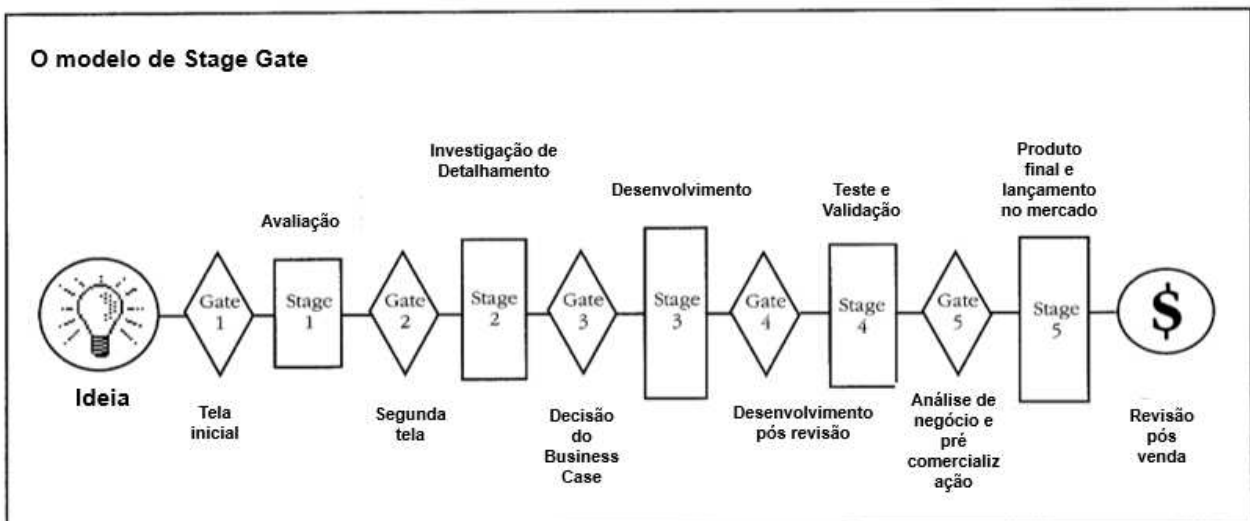 O modelo de Stage Gate
Ideia
Gate
1
Tela
inicial
Avaliação
Stage
1
Gate
2
Segunda
tela
Investigação de
Detalhamento
Stage
2
Gate
3
Decisão
do
Business
Case
Desenvolvimento
Stage
3
Gate
4
Desenvolvimento
pós revisão
Teste e
Validação
Stage
4
Gate
5
Análise de
negócio e
pré
comercializ
ação
Produto
final e
lançamento
no mercado
Stage
5
$
Revisão
pós
venda